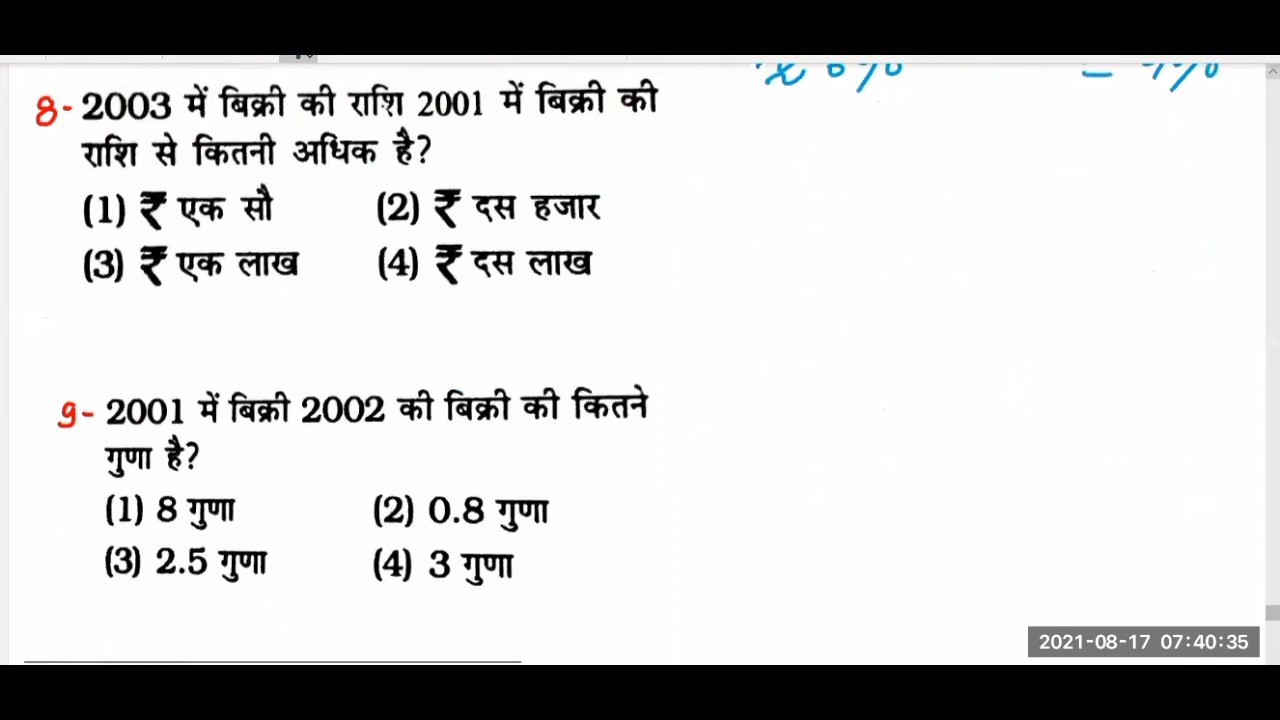 8- 2003 में बिक्री की राशि 2001 में बिक्री की
राशि से कितनी अधिक है?
(1) ₹ एक सौ (2) ₹ दस हजार
(3) ₹ एक लाख (4) ₹ दस लाख
9- 2001 में बिक्री 2002 की बिक्री की कितने
गुणा है?
(1) 8 गुणा (2) 0.8 गुणा
(3) 2.5 गुणा (4) 3 गुणा
2021-08-17 07:40:35